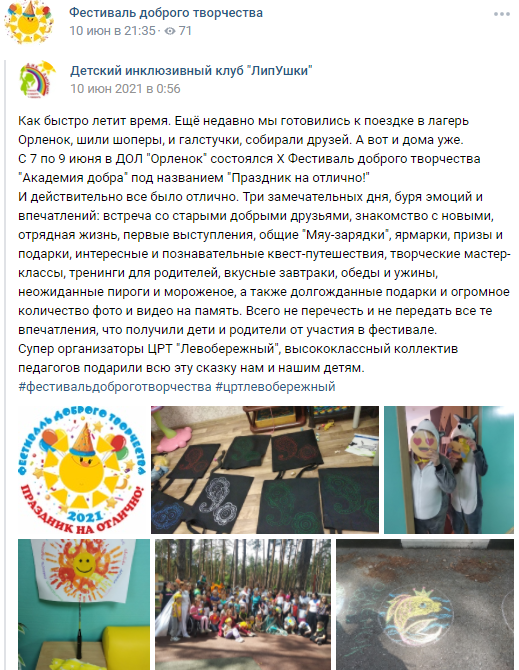 Фестиваль доброго творчества
10 июн в 21:35 · 71
Детский инклюзивный клуб "ЛипУшки"
10 июн 2021 в 0:56
Как быстро летит время. Ещё недавно мы готовились к поездке в лагерь
Орленок, шили шоперы, и галстучки, собирали друзей. А вот и дома уже.
С 7 по 9 июня в ДОЛ "Орленок" состоялся X Фестиваль доброго творчества
"Академия добра" под названием "Праздник на отлично!"
И действительно все было отлично. Три замечательных дня, буря эмоций и
впечатлений: встреча со старыми добрыми друзьями, знакомство с новыми,
отрядная жизнь, первые выступления, общие "Мяу-зарядки", ярмарки, призы и
подарки, интересные и познавательные квест-путешествия, творческие мастер-
классы, тренинги для родителей, вкусные завтраки, обеды и ужины,
неожиданные пироги и мороженое, а также долгожданные подарки и огромное
количество фото и видео на память. Всего не перечесть и не передать все те
впечатления, что получили дети и родители от участия в фестивале.
Супер организаторы ЦРТ "Левобережный", высококлассный коллектив
педагогов подарили всю эту сказку нам и нашим детям.
#фестивальдоброготворчества #цртлевобережный
ФЕСТИВАЛЬ ДОБРОГО ТВОРЧЕСТВА
2021
ПРАЗДНИК НА ОТЛИЧНО!